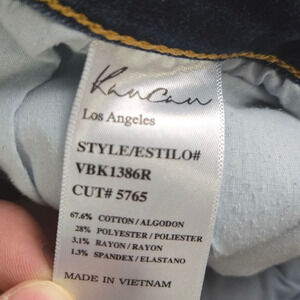 KanCan
Los Angeles
STYLE/ESTILO#
VBK1386R
CUT# 5765
67.6% COTTON/ALGODON
28% POLYESTER/POLIESTER
3.1% RAYON/RAYON
1.3% SPANDEX/ELASTANO
MADE IN VIETNAM